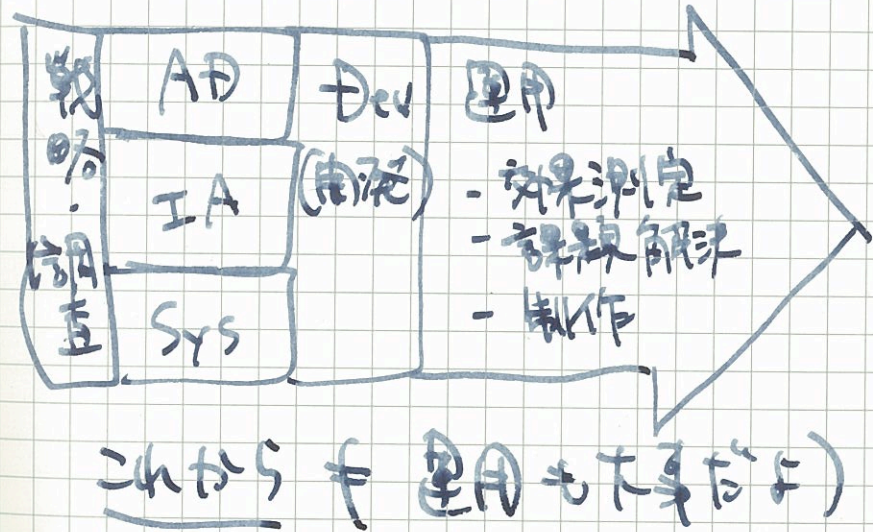 戦略・調査
AD
IA
Sys
Dev
(開発)
運用
- 効果測定
- 課題解決
- 制作
これからも運用も大事だよ)